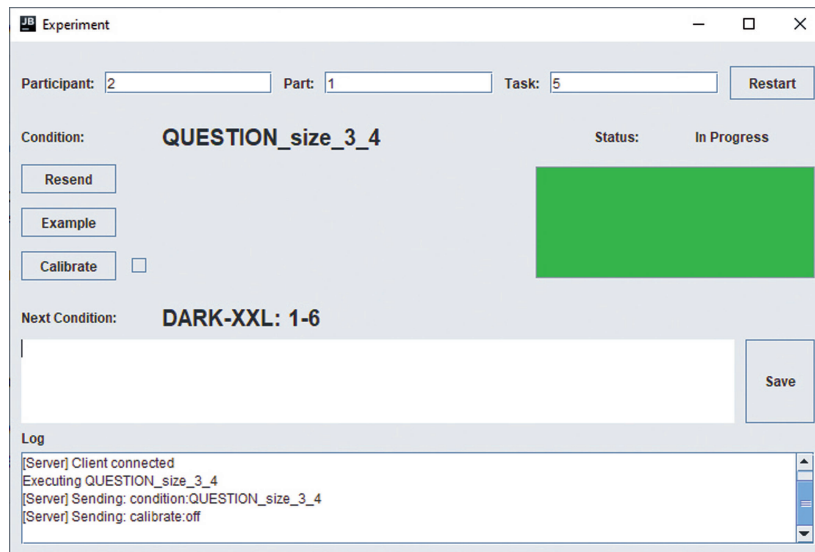 JB Experiment
Participant: 2 Part: 1 Task: 5 Restart
Condition: QUESTION_size_3_4 Status: In Progress
Resend
Example
Calibrate
Next Condition: DARK-XXL: 1-6
Save
Log
[Server] Client connected
Executing QUESTION_size_3_4
[Server] Sending: condition:QUESTION_size_3_4
[Server] Sending: calibrate:off